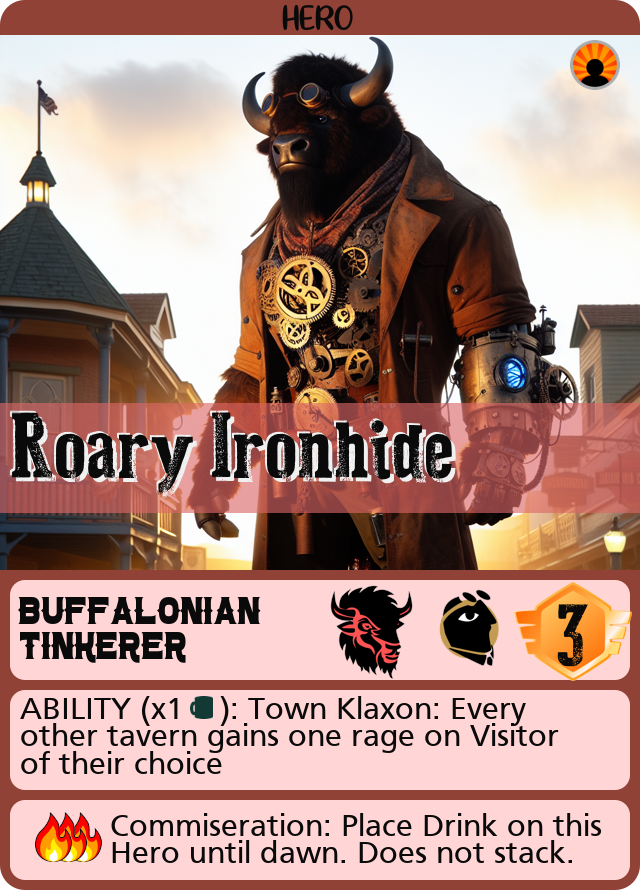 HERO
Roary Ironhide
BUFFALONIAN
TINKERER
3
ABILITY (x1 ): Town Klaxon: Every
other tavern gains one rage on Visitor
of their choice
Commiseration: Place Drink on this
Hero until dawn. Does not stack.